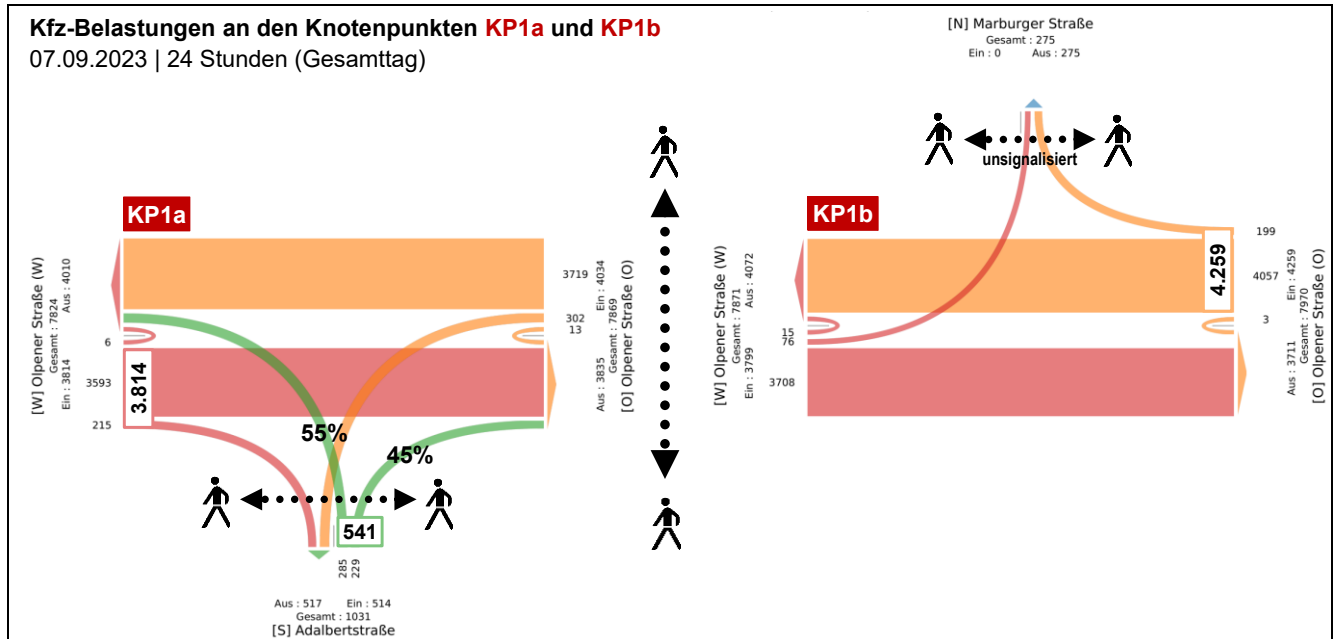 Kfz-Belastungen an den Knotenpunkten KP1a und KP1b
07.09.2023 | 24 Stunden (Gesamttag)
[N] Marburger Straße
Gesamt : 275
Ein : 0 Aus : 275
unsignalisiert
KP1a
[W] Olpener Straße (W)
Gesamt : 7824
Ein : 3814 Aus : 4010
6
3593
215
3.814
3719
302
13
Aus : 3835 Ein : 4034
Gesamt : 7869
[O] Olpener Straße (O)
55%
45%
541
285
229
Aus : 517 Ein : 514
Gesamt : 1031
[S] Adalbertstraße
KP1b
[W] Olpener Straße (W)
Gesamt : 7871
Ein : 3799 Aus : 4072
15
76
3708
4.259
199
4057
3
Aus : 3711 Ein : 4259
Gesamt : 7970
[O] Olpener Straße (O)